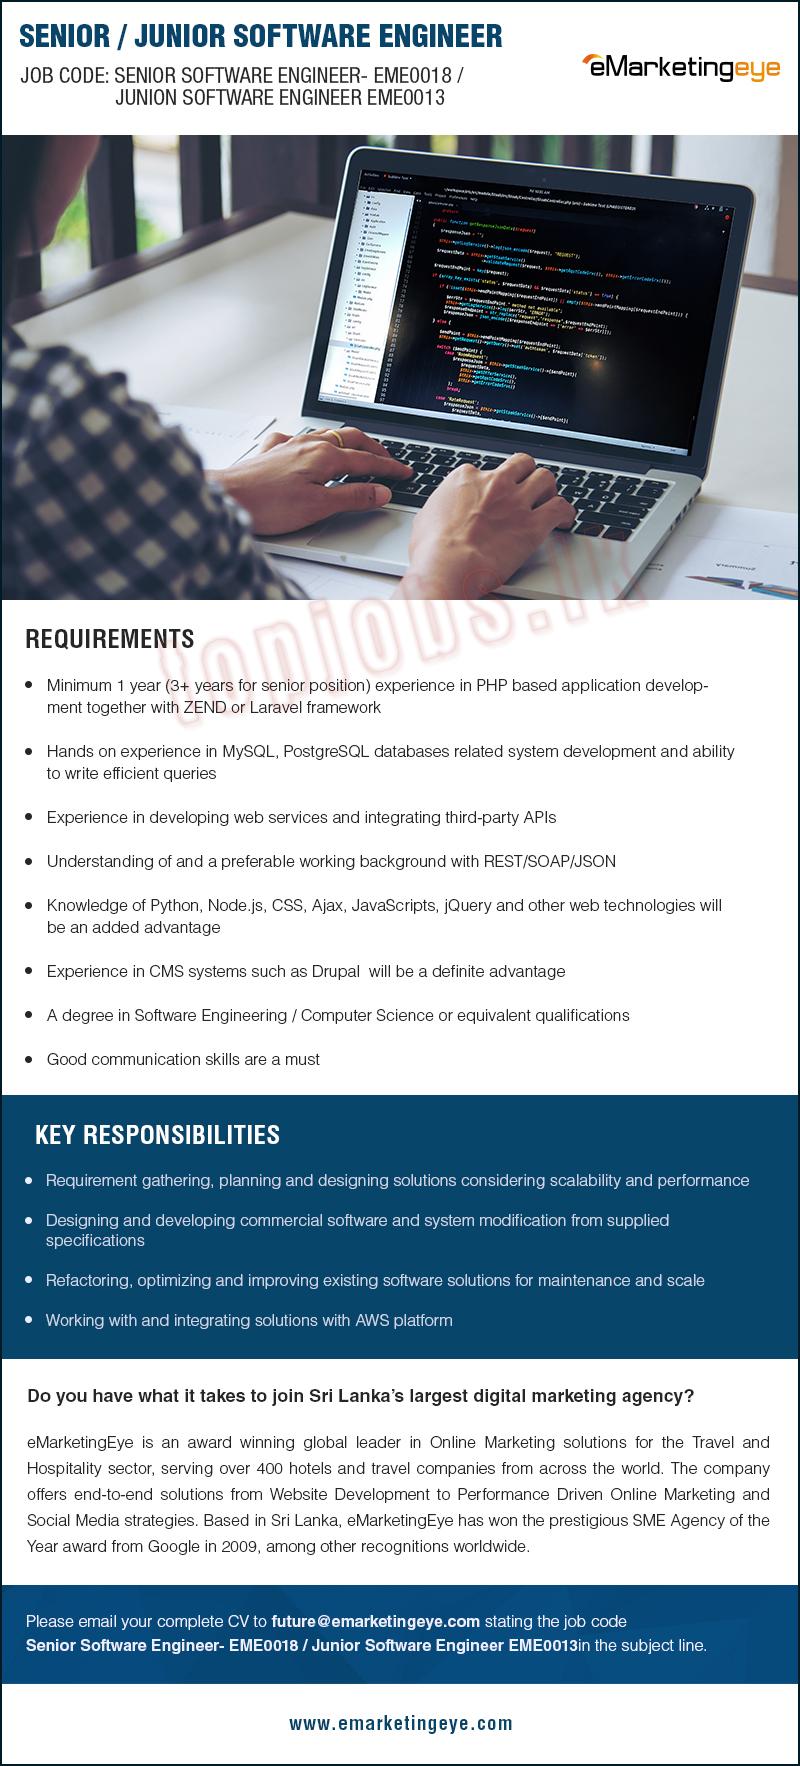 SENIOR / JUNIOR SOFTWARE ENGINEER
JOB CODE: SENIOR SOFTWARE ENGINEER- EME0018 /
JUNION SOFTWARE ENGINEER EME0013
eMarketingeye
topjobs.lk
REQUIREMENTS
• Minimum 1 year (3+ years for senior position) experience in PHP based application develop-
ment together with ZEND or Laravel framework
• Hands on experience in MySQL, PostgreSQL databases related system development and ability
to write efficient queries
• Experience in developing web services and integrating third-party APIs
• Understanding of and a preferable working background with REST/SOAP/JSON
• Knowledge of Python, Node.js, CSS, Ajax, JavaScripts, jQuery and other web technologies will
be an added advantage
• Experience in CMS systems such as Drupal will be a definite advantage
• A degree in Software Engineering / Computer Science or equivalent qualifications
• Good communication skills are a must
KEY RESPONSIBILITIES
• Requirement gathering, planning and designing solutions considering scalability and performance
• Designing and developing commercial software and system modification from supplied
specifications
• Refactoring, optimizing and improving existing software solutions for maintenance and scale
• Working with and integrating solutions with AWS platform
Do you have what it takes to join Sri Lanka's largest digital marketing agency?
eMarketingEye is an award winning global leader in Online Marketing solutions for the Travel and
Hospitality sector, serving over 400 hotels and travel companies from across the world. The company
offers end-to-end solutions from Website Development to Performance Driven Online Marketing and
Social Media strategies. Based in Sri Lanka, eMarketingEye has won the prestigious SME Agency of the
Year award from Google in 2009, among other recognitions worldwide.
Please email your complete CV to future@emarketingeye.com stating the job code
Senior Software Engineer- EME0018 / Junior Software Engineer EME0013in the subject line.
www.emarketingeye.com